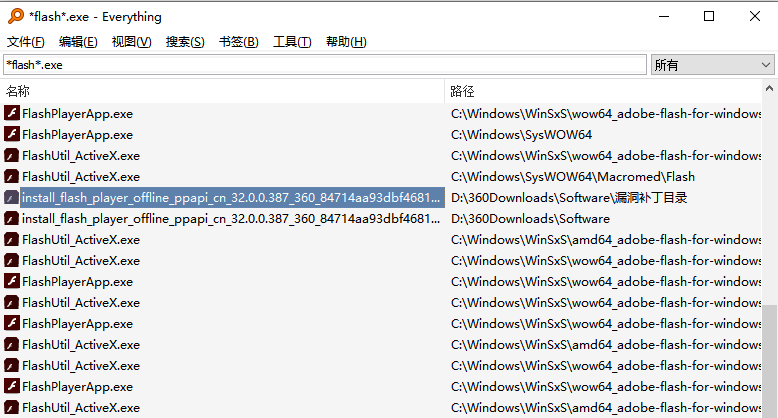 *flash*.exe - Everything
文件(F) 编辑(E) 视图(V) 搜索(S) 书签(B) 工具(T) 帮助(H)
*flash*.exe 所有
名称 路径
FlashPlayerApp.exe C:\Windows\WinSxS\wow64_adobe-flash-for-windows
FlashPlayerApp.exe C:\Windows\SysWOW64
FlashUtil_ActiveX.exe C:\Windows\WinSxS\wow64_adobe-flash-for-windows
FlashUtil_ActiveX.exe C:\Windows\SysWOW64\Macromed\Flash
install_flash_player_offline_ppapi_cn_32.0.0.387_360_84714aa93dbf4681... D:\360Downloads\Software\漏洞补丁目录
install_flash_player_offline_ppapi_cn_32.0.0.387_360_84714aa93dbf4681... D:\360Downloads\Software
FlashUtil_ActiveX.exe C:\Windows\WinSxS\amd64_adobe-flash-for-window
FlashUtil_ActiveX.exe C:\Windows\WinSxS\amd64_adobe-flash-for-window
FlashPlayerApp.exe C:\Windows\WinSxS\wow64_adobe-flash-for-windows
FlashUtil_ActiveX.exe C:\Windows\WinSxS\wow64_adobe-flash-for-windows
FlashPlayerApp.exe C:\Windows\WinSxS\wow64_adobe-flash-for-windows
FlashUtil_ActiveX.exe C:\Windows\WinSxS\amd64_adobe-flash-for-window
FlashUtil_ActiveX.exe C:\Windows\WinSxS\wow64_adobe-flash-for-windows
FlashPlayerApp.exe C:\Windows\WinSxS\wow64_adobe-flash-for-windows
FlashUtil_ActiveX.exe C:\Windows\WinSxS\amd64_adobe-flash-for-window